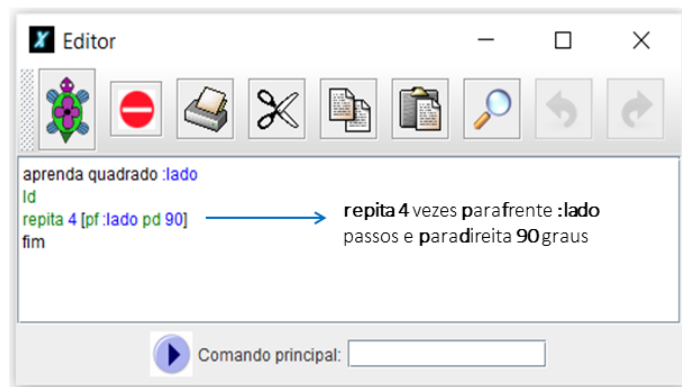 Editor
aprenda quadrado :lado
ld
repita 4 [pf :lado pd 90]
fim
repita 4 vezes parafrente :lado
passos e paradireita 90 graus
Comando principal: